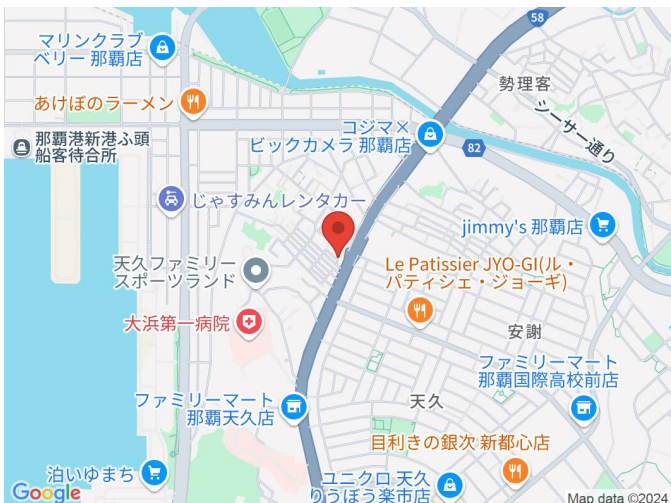 58
マリンクラブ
ベリー 那覇店
勢理客
あけぼのラーメン
シーサー通り
コジマ×
ビックカメラ 那覇店
那覇港新港ふ頭
船客待合所
82
じゃすみんレンタカー
jimmy's 那覇店
天久ファミリー
スポーツランド
Le Patissier JYO-GI(ル・
パティシェ・ジョーギ)
大浜第一病院
安謝
ファミリーマート
那覇国際高校前店
ファミリーマート
那覇天久店
天久
目利きの銀次 新都心店
泊いゆまち
ユニクロ 天久
りうぼう楽市店
Google
Map data ©2024